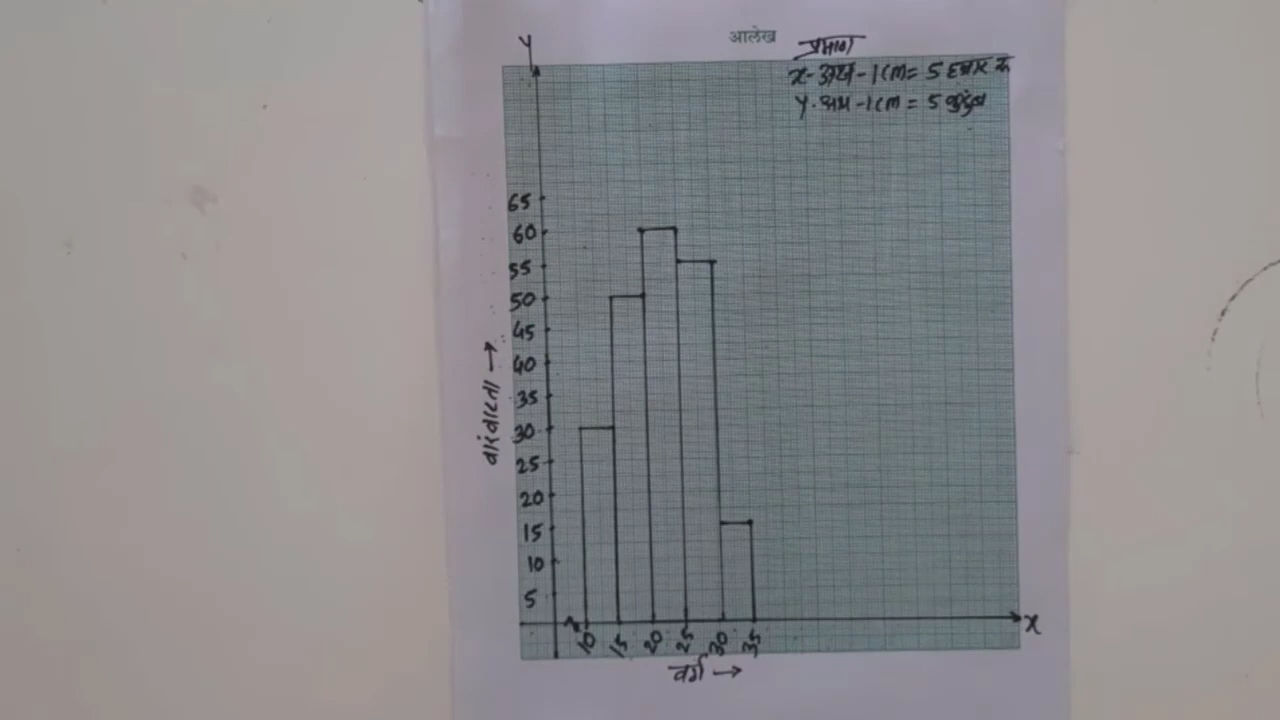 आलेख
प्रमाण
Y
x-अक्ष - 1cm = 5 हजार रु
Y-अक्ष - 1cm = 5 कुटुंब
65
60
55
50
45
40
35
30
25
20
15
10
5
वारंवारता →
10 15 20 25 30 35
x
वर्ग →